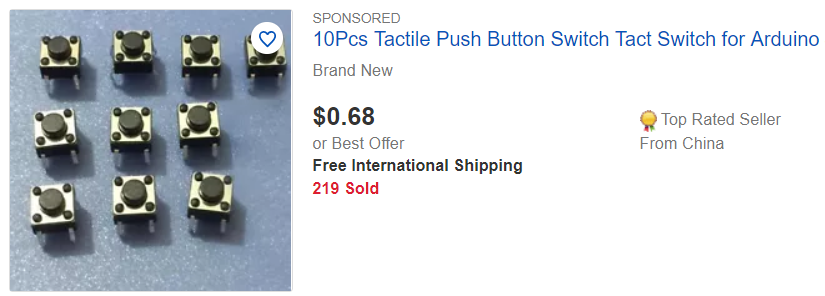 SPONSORED
10Pcs Tactile Push Button Switch Tact Switch for Arduino
Brand New
$0.68
or Best Offer
Free International Shipping
219 Sold
Top Rated Seller
From China